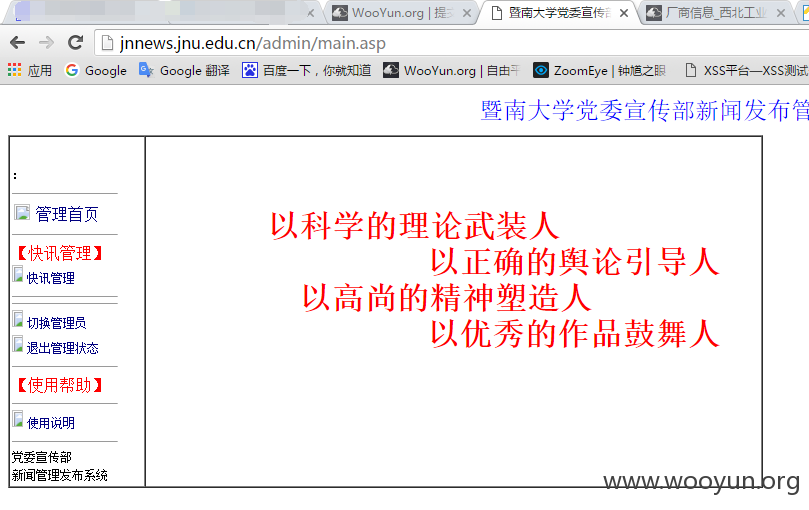 WooYun.org | 提交
暨南大学党委宣传部
厂商信息_西北工业
jnnews.jnu.edu.cn/admin/main.asp
应用
Google
Google 翻译
百度一下，你就知道
WooYun.org | 自由平
ZoomEye | 钟馗之眼
XSS平台—XSS测试
暨南大学党委宣传部新闻发布管
：
管理首页
以科学的理论武装人
以正确的舆论引导人
以高尚的精神塑造人
以优秀的作品鼓舞人
【快讯管理】
快讯管理
切换管理员
退出管理状态
【使用帮助】
使用说明
党委宣传部
新闻管理发布系统
www.wooyun.org